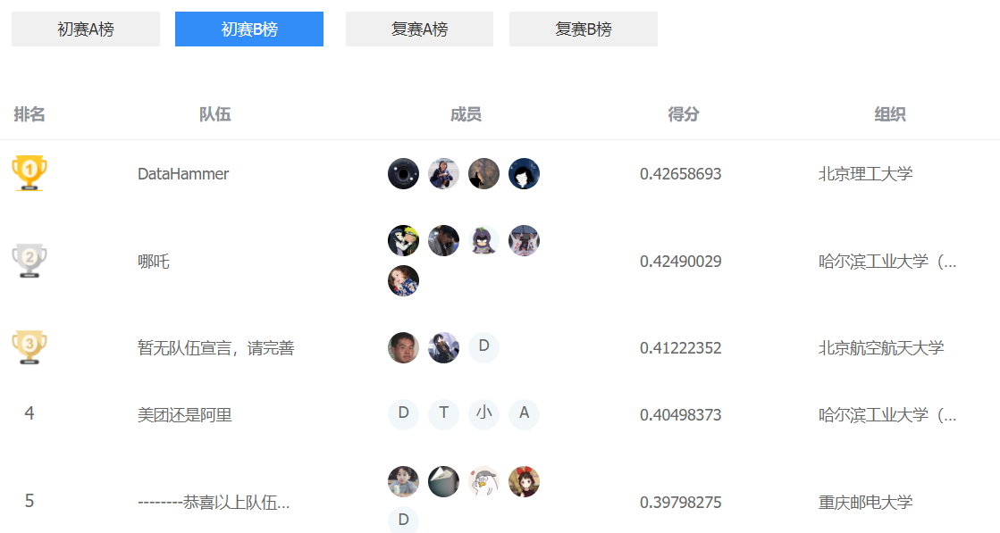 初赛A榜 初赛B榜 复赛A榜 复赛B榜
排名 队伍 成员 得分 组织
1 DataHammer 0.42658693 北京理工大学
2 哪吒 0.42490029 哈尔滨工业大学（...
3 暂无队伍宣言，请完善 D 0.41222352 北京航空航天大学
4 美团还是阿里 D T 小 A 0.40498373 哈尔滨工业大学（...
5 --------恭喜以上队伍... D 0.39798275 重庆邮电大学